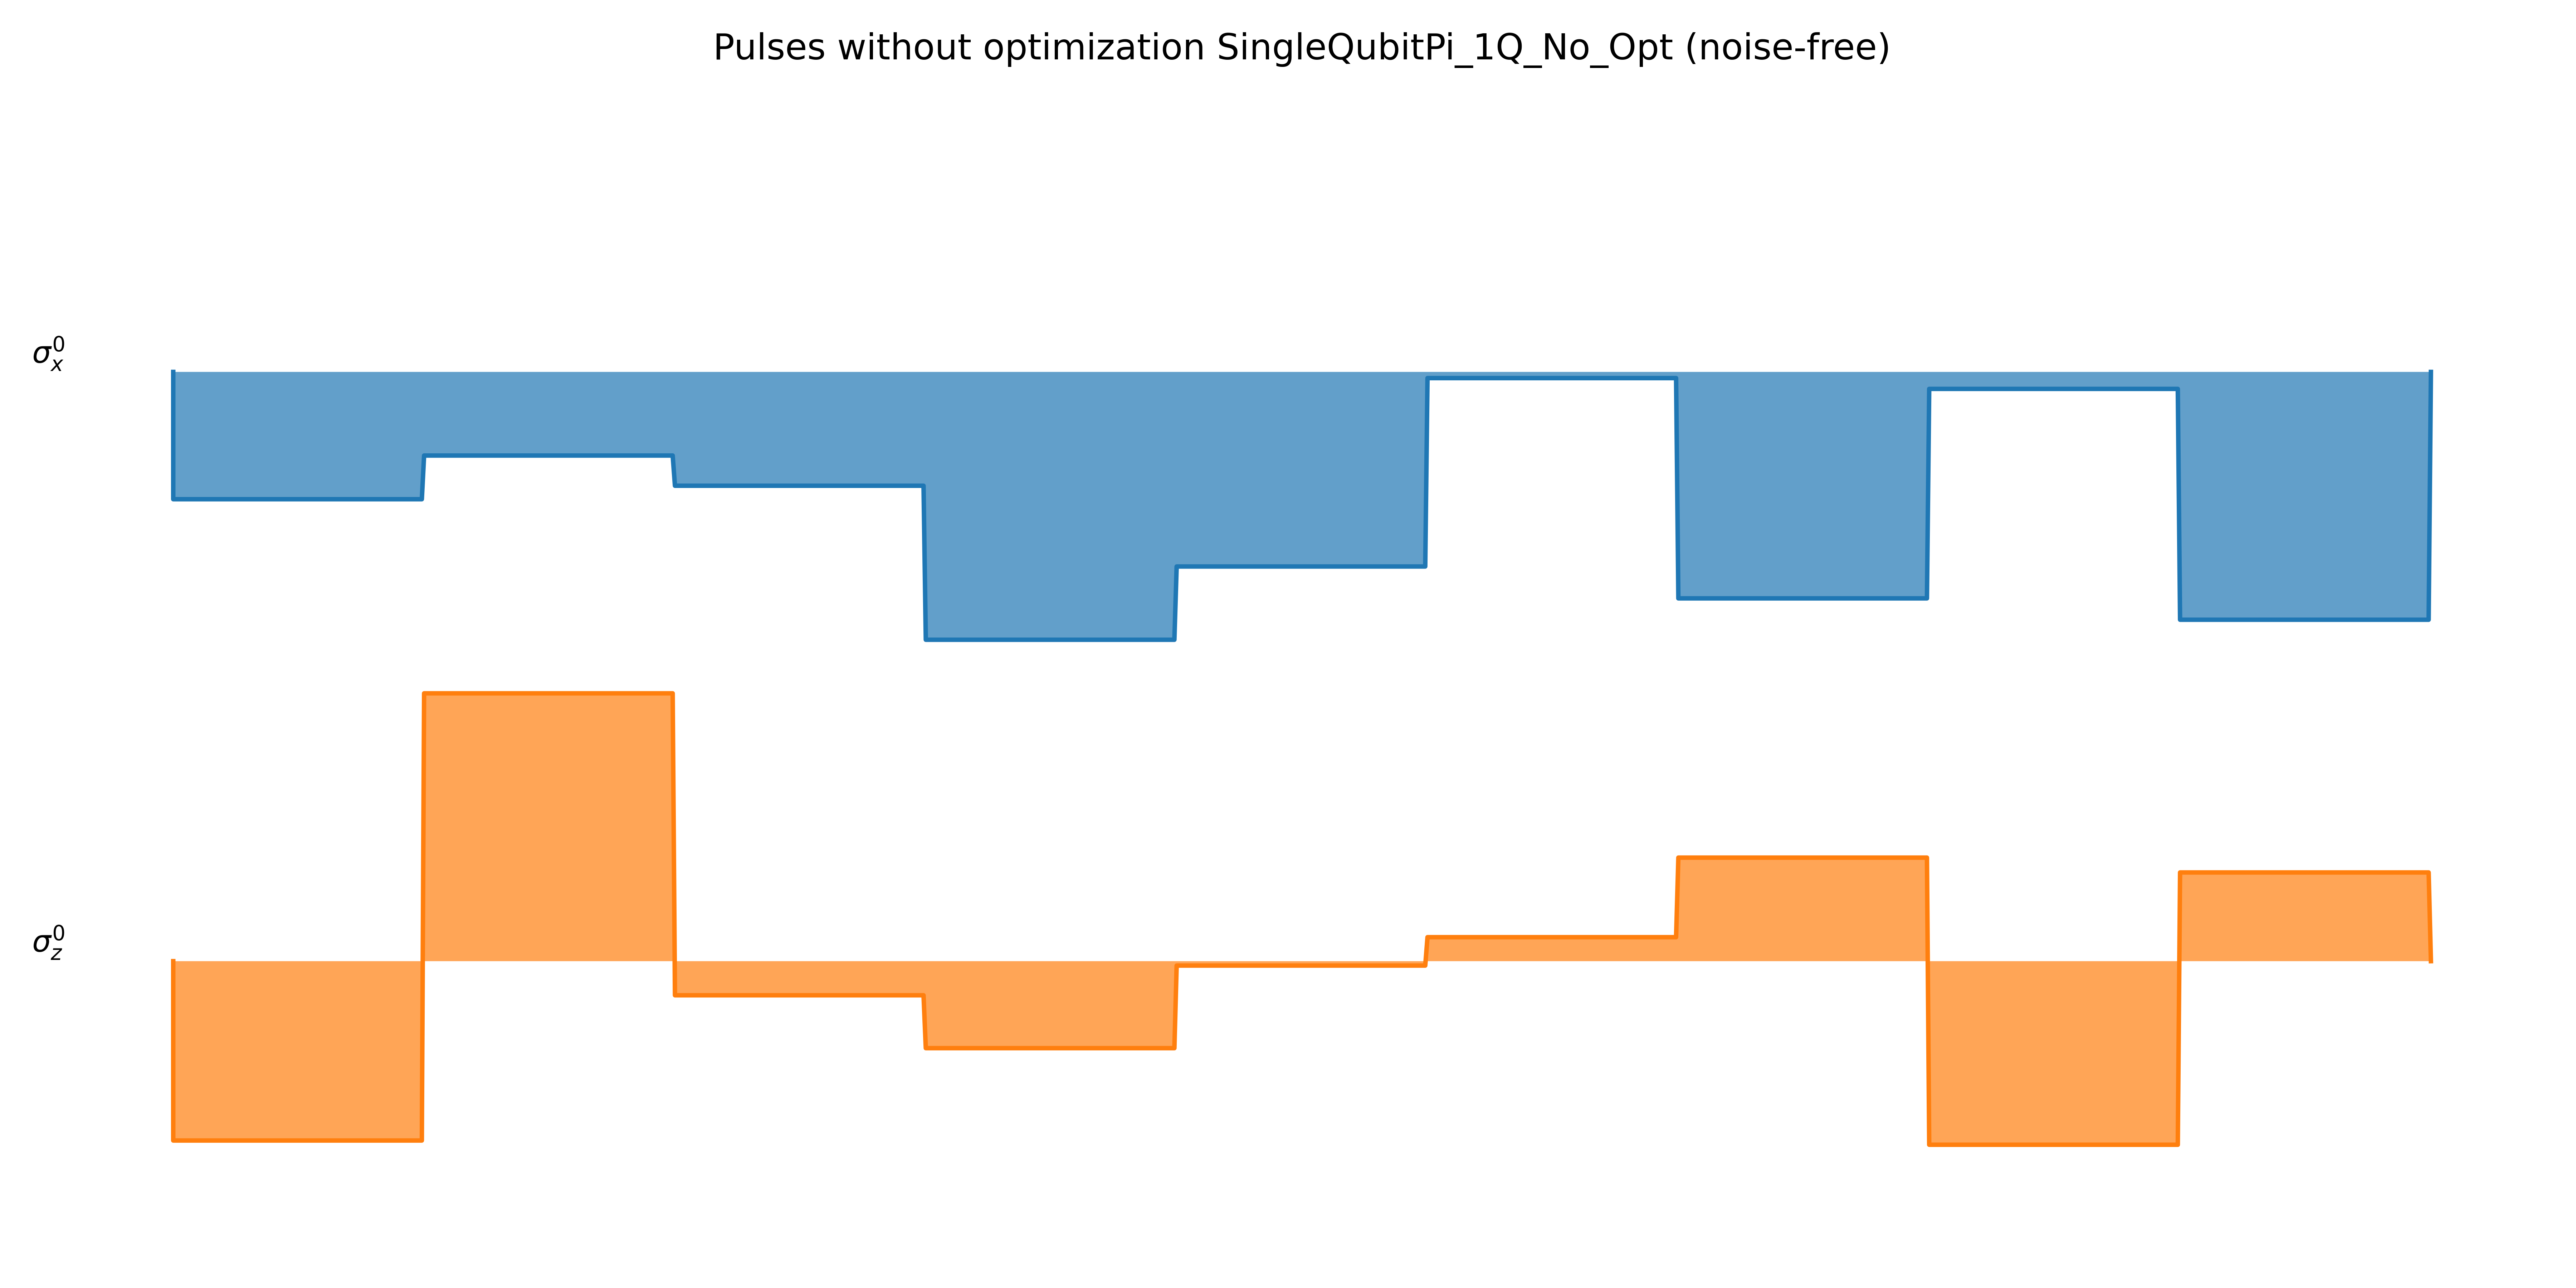 Pulses without optimization SingleQubitPi_1Q_No_Opt (noise-free)
σ_x^0
σ_z^0